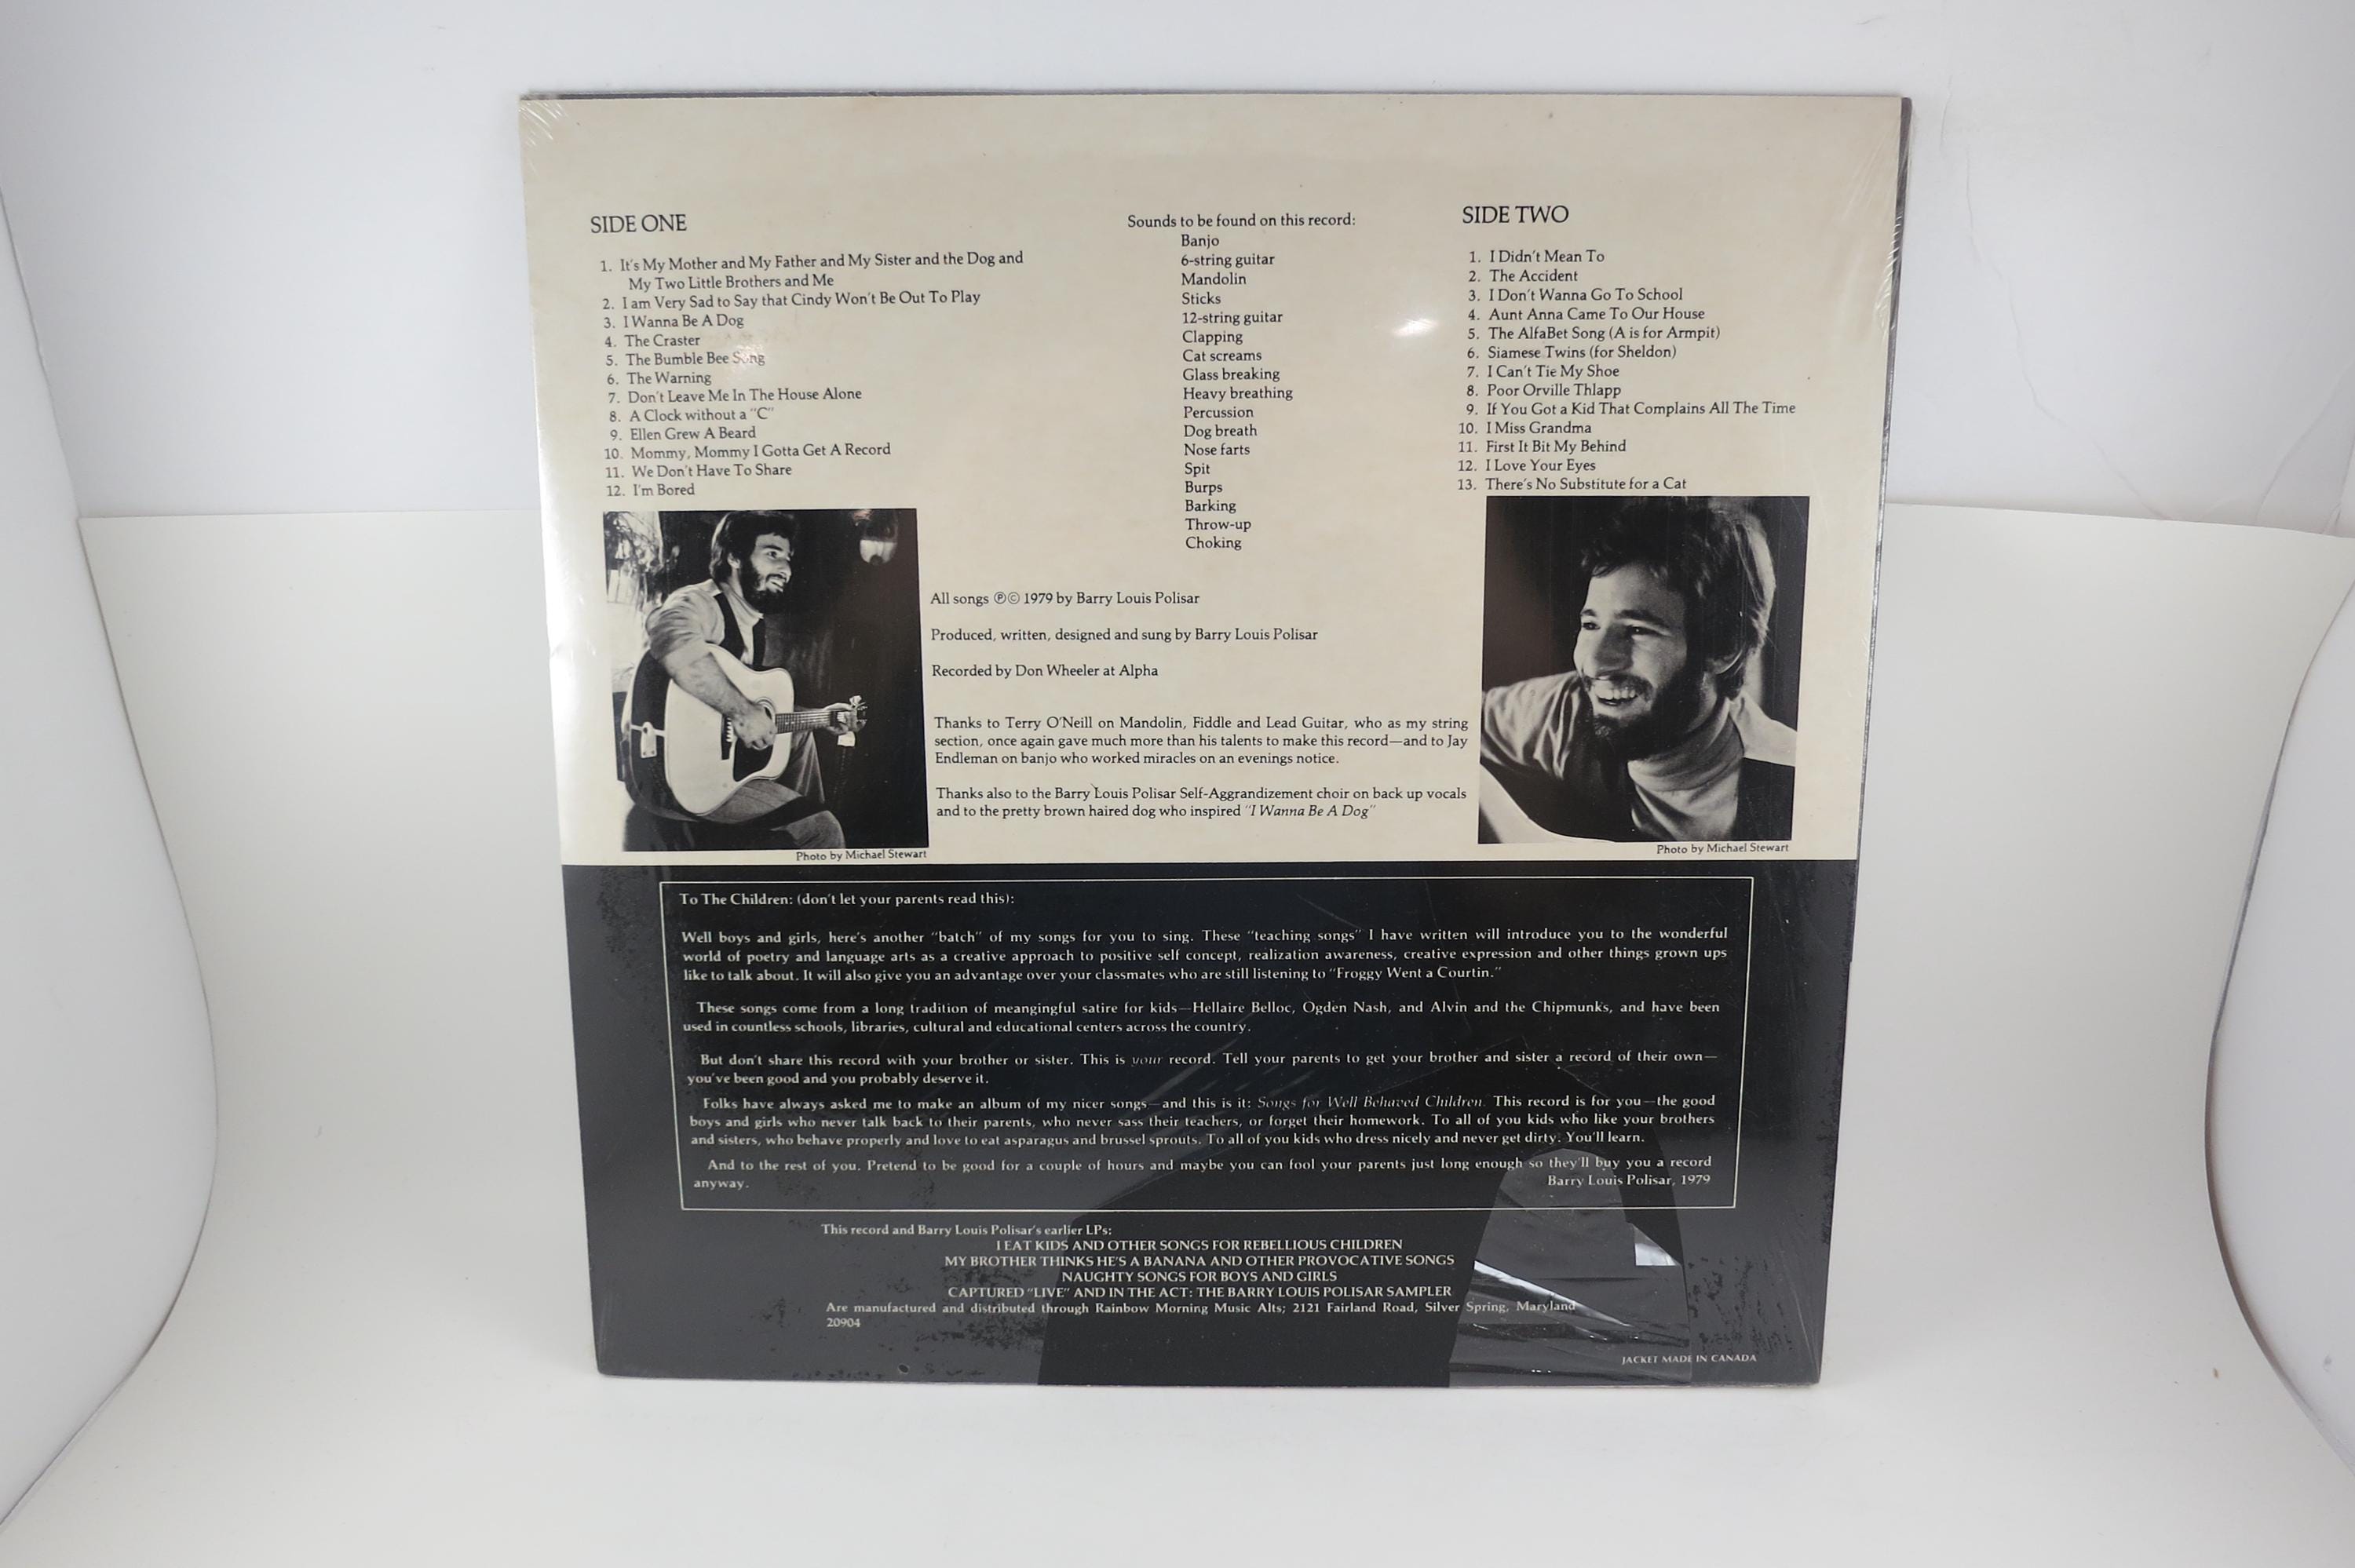 SIDE ONE
1. It's My Mother and My Father and My Sister and the Dog and
My Two Little Brothers and Me
2. I am Very Sad to Say that Cindy Won't Be Out To Play
3. I Wanna Be A Dog
4. The Craster
5. The Bumble Bee Song
6. The Warning
7. Don't Leave Me In The House Alone
8. A Clock without a "C"
9. Ellen Grew A Beard
10. Mommy, Mommy I Gotta Get A Record
11. We Don't Have To Share
12. I'm Bored
Sounds to be found on this record:
Banjo
6-string guitar
Mandolin
Sticks
12-string guitar
Clapping
Cat screams
Glass breaking
Heavy breathing
Percussion
Dog breath
Nose farts
Spit
Burps
Barking
Throw-up
Choking
SIDE TWO
1. I Didn't Mean To
2. The Accident
3. I Don't Wanna Go To School
4. Aunt Anna Came To Our House
5. The AlfaBet Song (A is for Armpit)
6. Siamese Twins (for Sheldon)
7. I Can't Tie My Shoe
8. Poor Orville Thlapp
9. If You Got a Kid That Complains All The Time
10. I Miss Grandma
11. First It Bit My Behind
12. I Love Your Eyes
13. There's No Substitute for a Cat
All songs ℗© 1979 by Barry Louis Polisar
Produced, written, designed and sung by Barry Louis Polisar
Recorded by Don Wheeler at Alpha
Thanks to Terry O'Neill on Mandolin, Fiddle and Lead Guitar, who as my string
section, once again gave much more than his talents to make this record—and to Jay
Endleman on banjo who worked miracles on an evenings notice.
Thanks also to the Barry Louis Polisar Self-Aggrandizement choir on back up vocals
and to the pretty brown haired dog who inspired "I Wanna Be A Dog"
Photo by Michael Stewart
Photo by Michael Stewart
To The Children: (don't let your parents read this):
Well boys and girls, here's another "batch" of my songs for you to sing. These "teaching songs" I have written will introduce you to the wonderful
world of poetry and language arts as a creative approach to positive self concept, realization awareness, creative expression and other things grown ups
like to talk about. It will also give you an advantage over your classmates who are still listening to "Froggy Went a Courtin."
These songs come from a long tradition of meangingful satire for kids—Hellaire Belloc, Ogden Nash, and Alvin and the Chipmunks, and have been
used in countless schools, libraries, cultural and educational centers across the country.
But don't share this record with your brother or sister. This is your record. Tell your parents to get your brother and sister a record of their own—
you've been good and you probably deserve it.
Folks have always asked me to make an album of my nicer songs—and this is it: Songs for Well Behaved Children. This record is for you—the good
boys and girls who never talk back to their parents, who never sass their teachers, or forget their homework. To all of you kids who like your brothers
and sisters, who behave properly and love to eat asparagus and brussel sprouts. To all of you kids who dress nicely and never get dirty. You'll learn.
And to the rest of you. Pretend to be good for a couple of hours and maybe you can fool your parents just long enough so they'll buy you a record
anyway.
Barry Louis Polisar, 1979
This record and Barry Louis Polisar's earlier LPs:
I EAT KIDS AND OTHER SONGS FOR REBELLIOUS CHILDREN
MY BROTHER THINKS HE'S A BANANA AND OTHER PROVOCATIVE SONGS
NAUGHTY SONGS FOR BOYS AND GIRLS
CAPTURED "LIVE" AND IN THE ACT: THE BARRY LOUIS POLISAR SAMPLER
Are manufactured and distributed through Rainbow Morning Music Alts; 2121 Fairland Road, Silver Spring, Maryland
20904
JACKET MADE IN CANADA